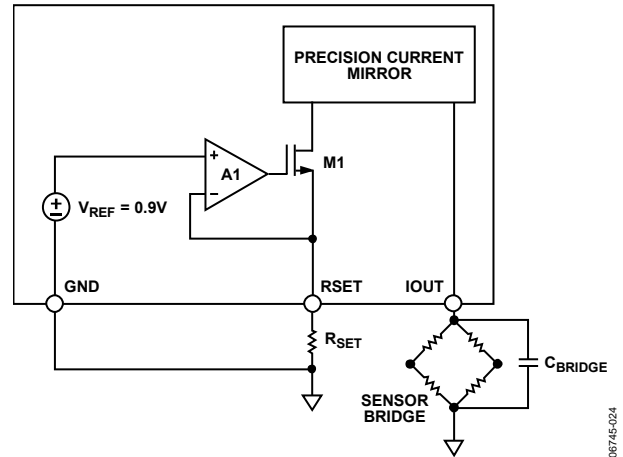 PRECISION CURRENT
MIRROR
+
A1
−
M1
±
V_REF = 0.9V
GND
RSET
IOUT
R_SET
SENSOR
BRIDGE
C_BRIDGE
06745-024